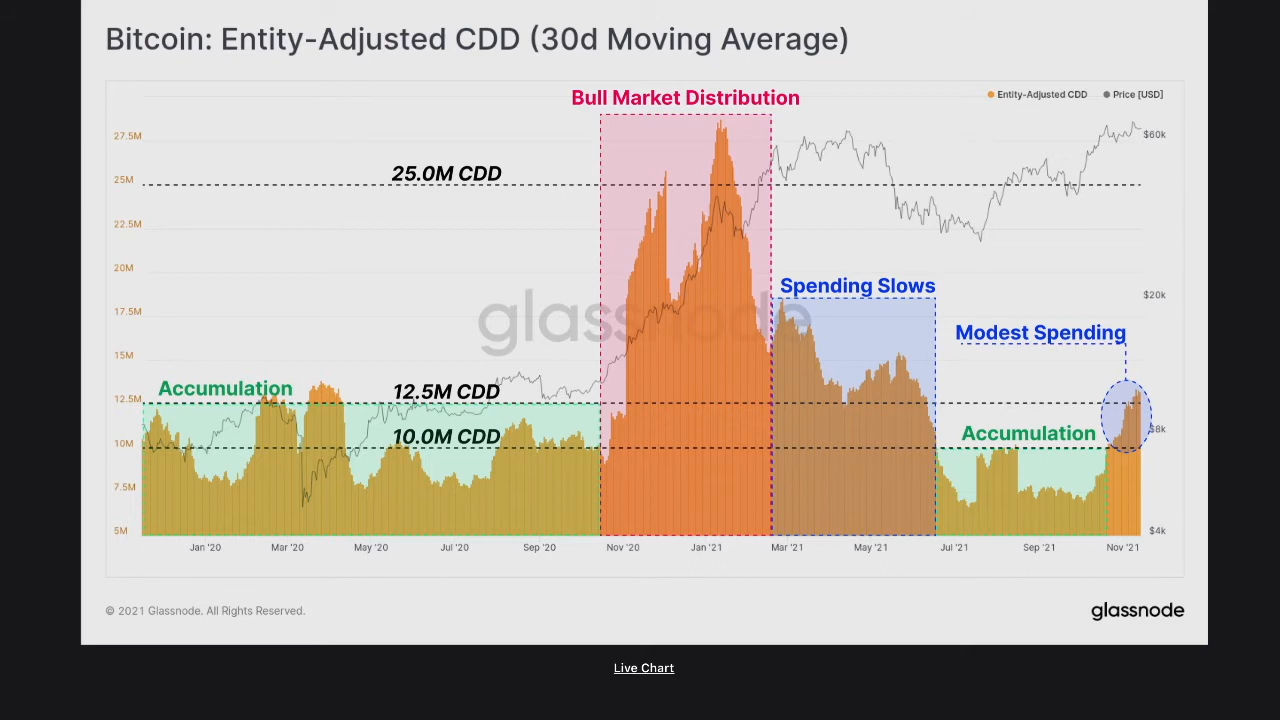 Bitcoin: Entity-Adjusted CDD (30d Moving Average)
Bull Market Distribution
Entity-Adjusted CDD
Price [USD]
27.5M
$60k
25.0M CDD
25M
22.5M
20M
Spending Slows
$20k
glassnode
17.5M
Modest Spending
15M
Accumulation
12.5M CDD
12.5M
10.0M CDD
Accumulation
$8k
10M
7.5M
5M
$4k
Jan '20
Mar '20
May '20
Jul '20
Sep '20
Nov '20
Jan '21
Mar '21
May '21
Jul '21
Sep '21
Nov '21
© 2021 Glassnode. All Rights Reserved.
glassnode
Live Chart